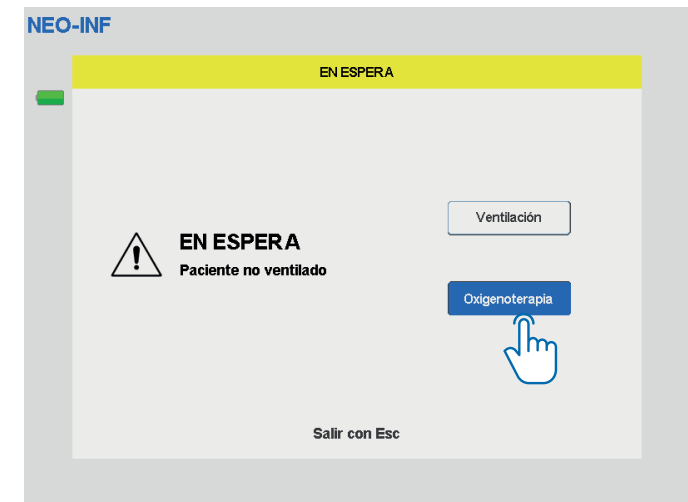 NEO-INF
EN ESPERA
Ventilación
EN ESPERA
Paciente no ventilado
Oxigenoterapia
Salir con Esc